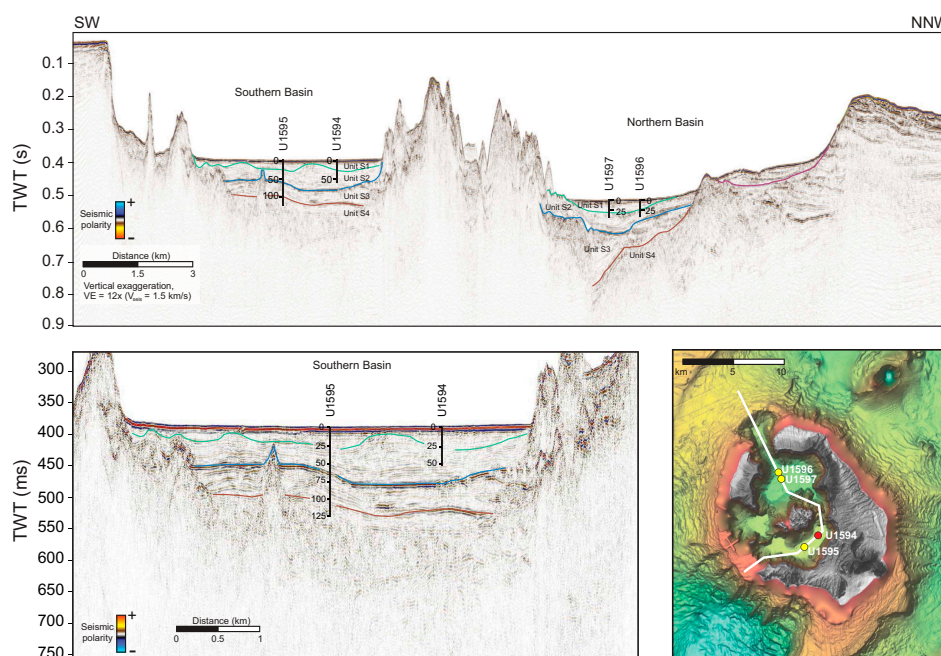 SW
NNW
0.1
0.2
0.3
0.4
0.5
0.6
0.7
0.8
0.9
TWT (s)
Southern Basin
Northern Basin
U1595
U1594
U1597
U1596
0
50
100
0
50
Unit S1
Unit S2
Unit S3
Unit S4
0
25
0
25
Unit S2
Unit S1
Unit S3
Unit S4
Seismic
polarity
+
-
Distance (km)
0 1.5 3
Vertical exaggeration,
VE = 12x (Vseis = 1.5 km/s)
300
350
400
450
500
550
600
650
700
750
TWT (ms)
Southern Basin
U1595
U1594
0
25
50
75
100
125
0
25
50
Seismic
polarity
+
-
Distance (km)
0 0.5 1
km 5 10
U1596
U1597
U1594
U1595